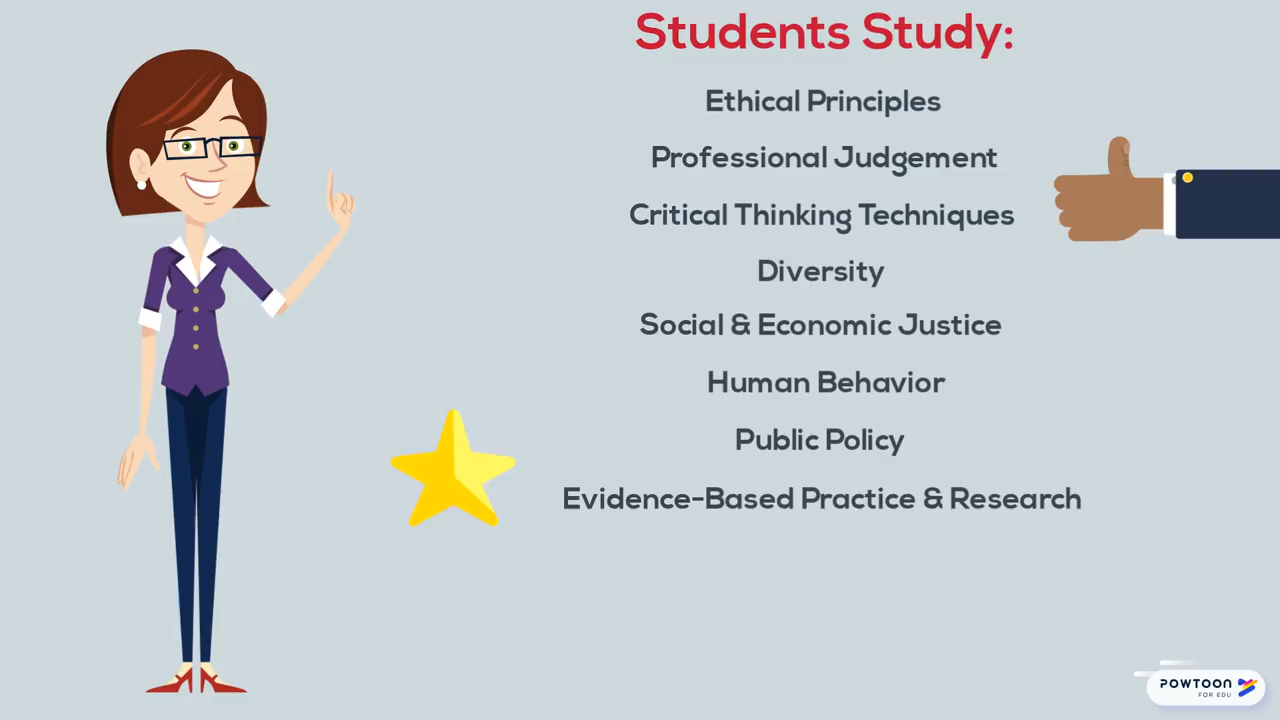 Students Study:
Ethical Principles
Professional Judgement
Critical Thinking Techniques
Diversity
Social & Economic Justice
Human Behavior
Public Policy
Evidence-Based Practice & Research
POWTOON
FOR EDU